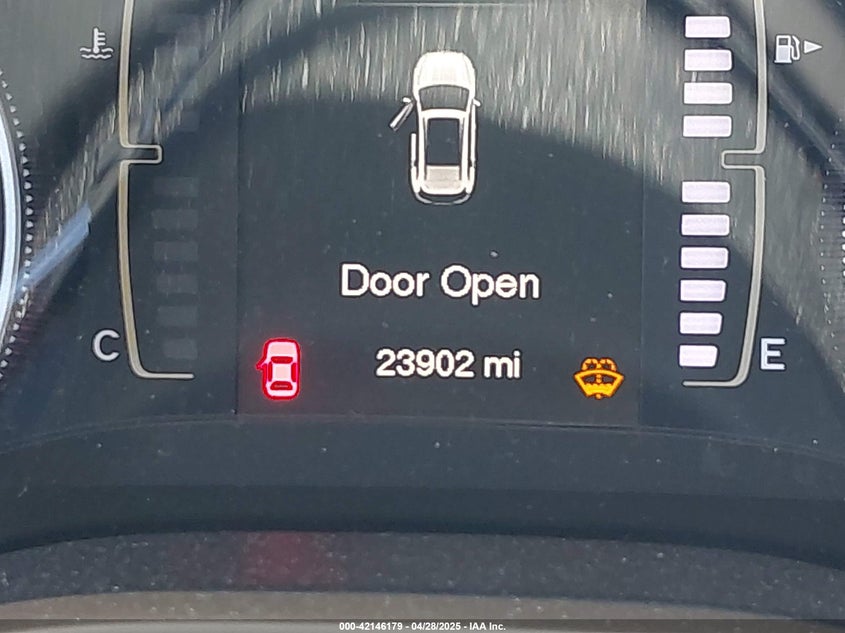 Door Open
C
23902 mi
E
000-42146179 - 04/28/2025 - IAA Inc.